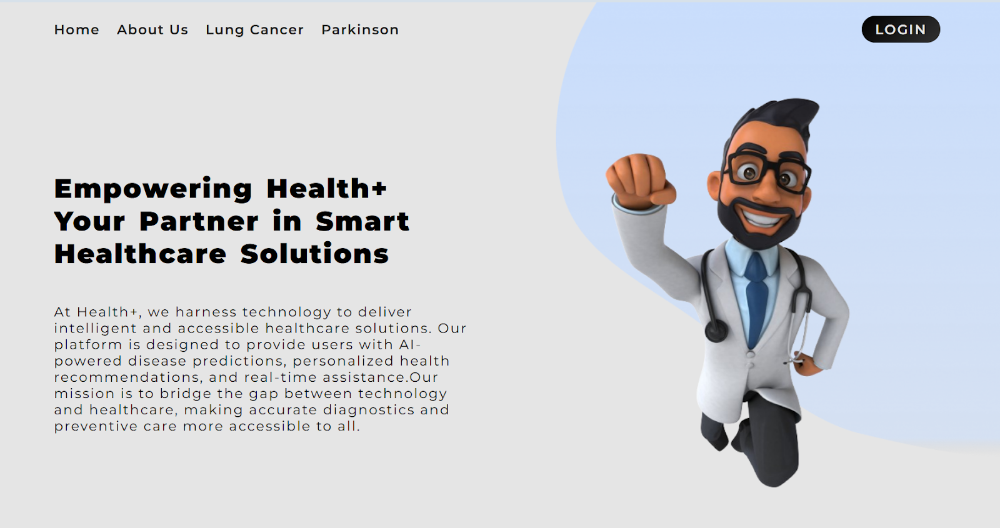 Home About Us Lung Cancer Parkinson LOGIN
Empowering Health+
Your Partner in Smart
Healthcare Solutions
At Health+, we harness technology to deliver
intelligent and accessible healthcare solutions. Our
platform is designed to provide users with AI-
powered disease predictions, personalized health
recommendations, and real-time assistance.Our
mission is to bridge the gap between technology
and healthcare, making accurate diagnostics and
preventive care more accessible to all.